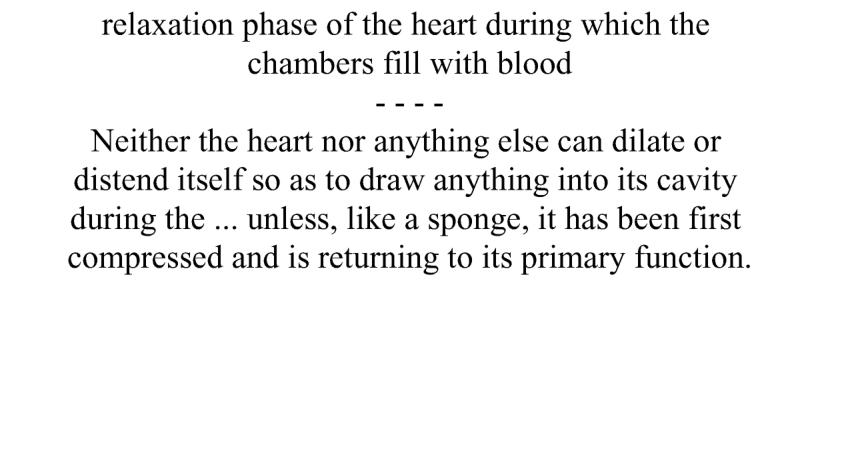 relaxation phase of the heart during which the
chambers fill with blood
- - - -
Neither the heart nor anything else can dilate or
distend itself so as to draw anything into its cavity
during the ... unless, like a sponge, it has been first
compressed and is returning to its primary function.